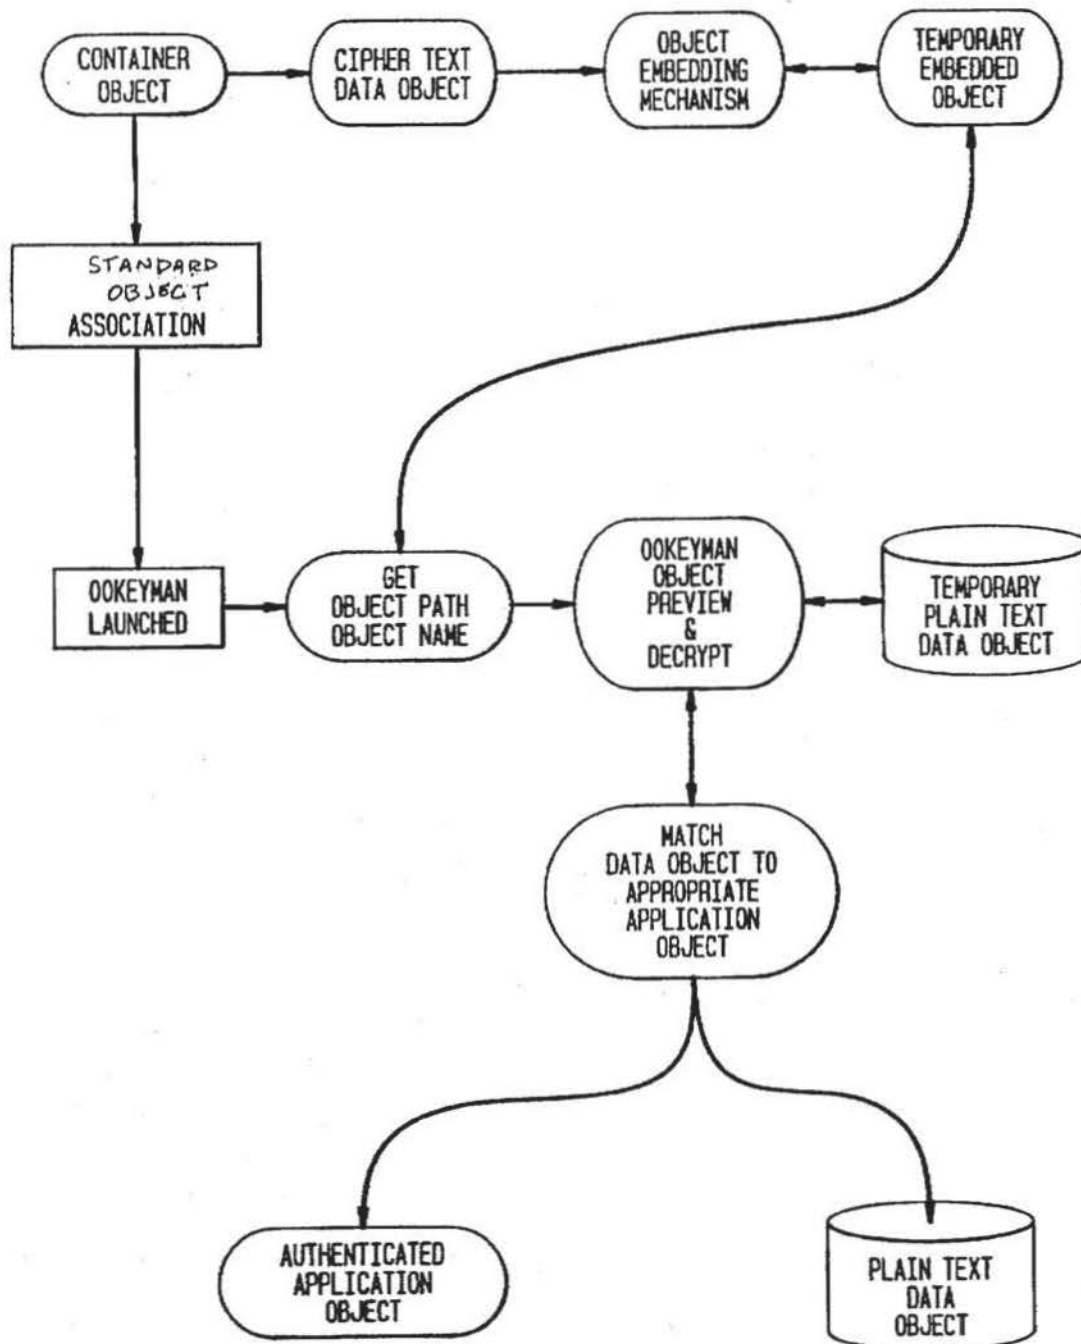 CONTAINER
OBJECT
CIPHER TEXT
DATA OBJECT
OBJECT
EMBEDDING
MECHANISM
TEMPORARY
EMBEDDED
OBJECT
STANDARD
OBJECT
ASSOCIATION
OOKEYMAN
LAUNCHED
GET
OBJECT PATH
OBJECT NAME
OOKEYMAN
OBJECT
PREVIEW
&
DECRYPT
TEMPORARY
PLAIN TEXT
DATA OBJECT
MATCH
DATA OBJECT TO
APPROPRIATE
APPLICATION
OBJECT
AUTHENTICATED
APPLICATION
OBJECT
PLAIN TEXT
DATA
OBJECT